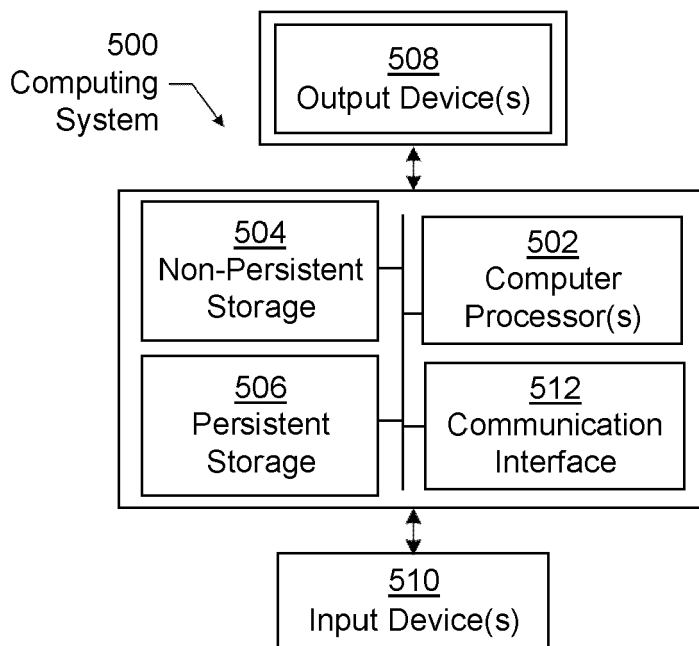 500
Computing
System
508
Output Device(s)
504
Non-Persistent
Storage
502
Computer
Processor(s)
506
Persistent
Storage
512
Communication
Interface
510
Input Device(s)